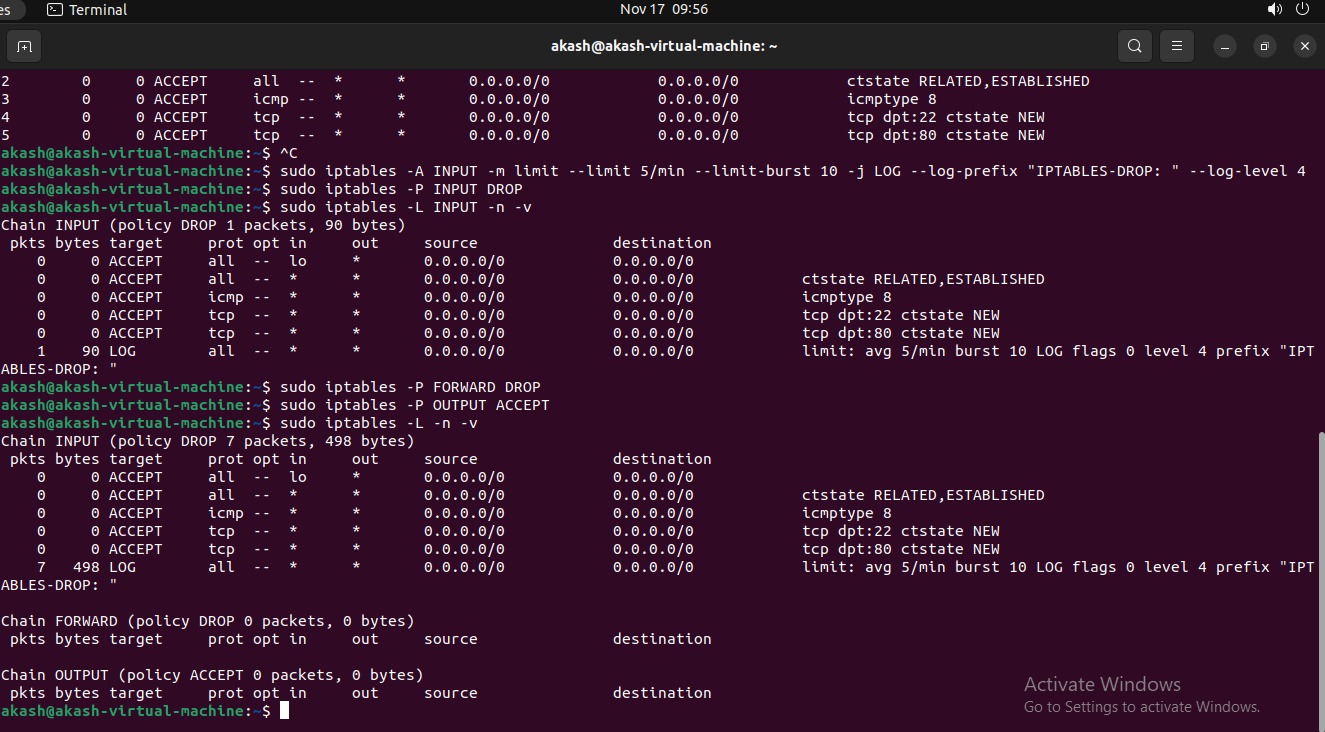 es
Terminal
Nov 17 09:56
akash@akash-virtual-machine: ~
2 0 0 ACCEPT all -- * * 0.0.0.0/0 0.0.0.0/0 ctstate RELATED,ESTABLISHED
3 0 0 ACCEPT icmp -- * * 0.0.0.0/0 0.0.0.0/0 icmptype 8
4 0 0 ACCEPT tcp -- * * 0.0.0.0/0 0.0.0.0/0 tcp dpt:22 ctstate NEW
5 0 0 ACCEPT tcp -- * * 0.0.0.0/0 0.0.0.0/0 tcp dpt:80 ctstate NEW
akash@akash-virtual-machine:~$ ^C
akash@akash-virtual-machine:~$ sudo iptables -A INPUT -m limit --limit 5/min --limit-burst 10 -j LOG --log-prefix "IPTABLES-DROP: " --log-level 4
akash@akash-virtual-machine:~$ sudo iptables -P INPUT DROP
akash@akash-virtual-machine:~$ sudo iptables -L INPUT -n -v
Chain INPUT (policy DROP 1 packets, 90 bytes)
pkts bytes target prot opt in out source destination
0 0 ACCEPT all -- lo * 0.0.0.0/0 0.0.0.0/0
0 0 ACCEPT all -- * * 0.0.0.0/0 0.0.0.0/0 ctstate RELATED,ESTABLISHED
0 0 ACCEPT icmp -- * * 0.0.0.0/0 0.0.0.0/0 icmptype 8
0 0 ACCEPT tcp -- * * 0.0.0.0/0 0.0.0.0/0 tcp dpt:22 ctstate NEW
0 0 ACCEPT tcp -- * * 0.0.0.0/0 0.0.0.0/0 tcp dpt:80 ctstate NEW
1 90 LOG all -- * * 0.0.0.0/0 0.0.0.0/0 limit: avg 5/min burst 10 LOG flags 0 level 4 prefix "IPT
ABLES-DROP: "
akash@akash-virtual-machine:~$ sudo iptables -P FORWARD DROP
akash@akash-virtual-machine:~$ sudo iptables -P OUTPUT ACCEPT
akash@akash-virtual-machine:~$ sudo iptables -L -n -v
Chain INPUT (policy DROP 7 packets, 498 bytes)
pkts bytes target prot opt in out source destination
0 0 ACCEPT all -- lo * 0.0.0.0/0 0.0.0.0/0
0 0 ACCEPT all -- * * 0.0.0.0/0 0.0.0.0/0 ctstate RELATED,ESTABLISHED
0 0 ACCEPT icmp -- * * 0.0.0.0/0 0.0.0.0/0 icmptype 8
0 0 ACCEPT tcp -- * * 0.0.0.0/0 0.0.0.0/0 tcp dpt:22 ctstate NEW
0 0 ACCEPT tcp -- * * 0.0.0.0/0 0.0.0.0/0 tcp dpt:80 ctstate NEW
7 498 LOG all -- * * 0.0.0.0/0 0.0.0.0/0 limit: avg 5/min burst 10 LOG flags 0 level 4 prefix "IPT
ABLES-DROP: "
Chain FORWARD (policy DROP 0 packets, 0 bytes)
pkts bytes target prot opt in out source destination
Chain OUTPUT (policy ACCEPT 0 packets, 0 bytes)
pkts bytes target prot opt in out source destination
akash@akash-virtual-machine:~$
Activate Windows
Go to Settings to activate Windows.